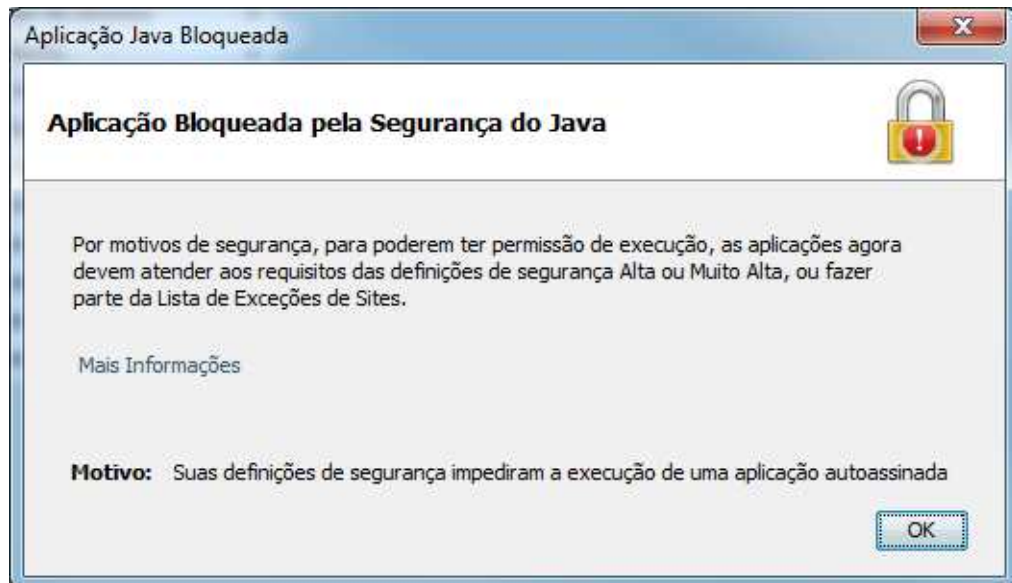 Aplicação Java Bloqueada
Aplicação Bloqueada pela Segurança do Java
Por motivos de segurança, para poderem ter permissão de execução, as aplicações agora
devem atender aos requisitos das definições de segurança Alta ou Muito Alta, ou fazer
parte da Lista de Exceções de Sites.
Mais Informações
Motivo: Suas definições de segurança impediram a execução de uma aplicação autoassinada
OK